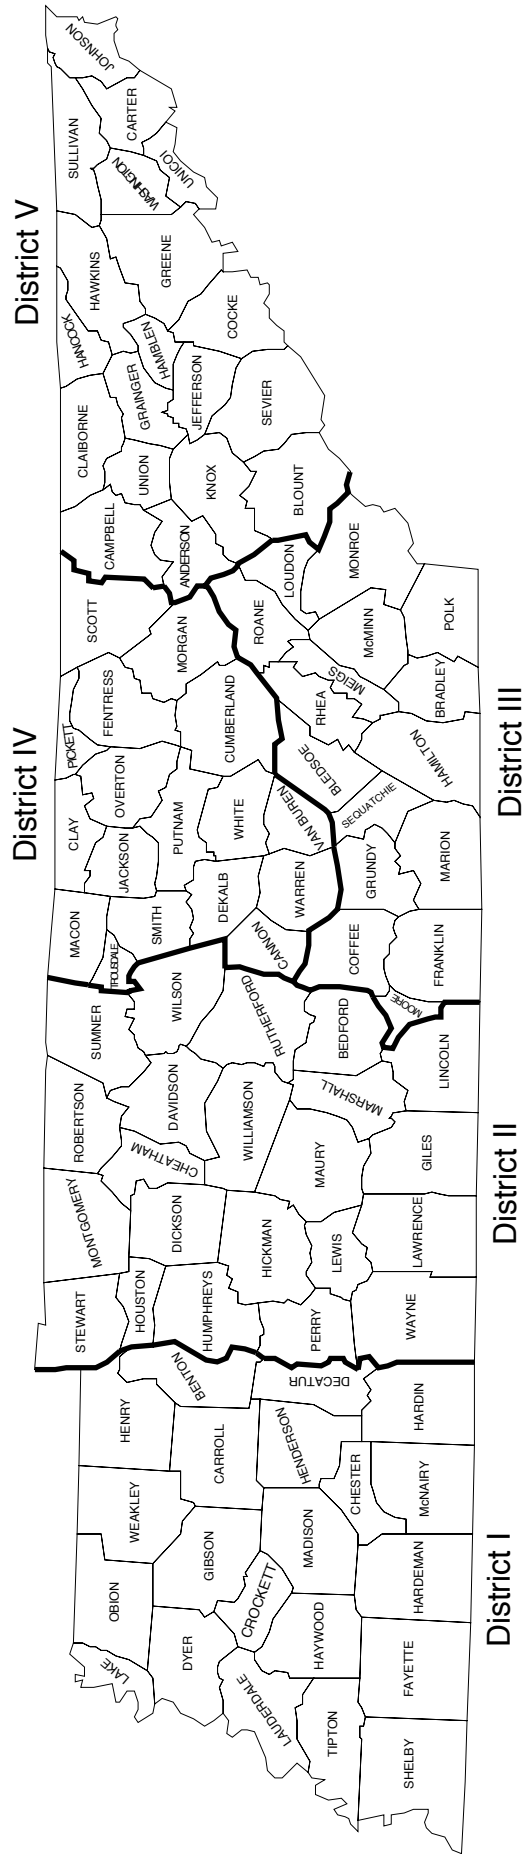 District I
District II
District III
District IV
District V
LAKE
OBION
WEAKLEY
HENRY
STEWART
MONTGOMERY
ROBERTSON
SUMNER
MACON
CLAY
PICKETT
SCOTT
CAMPBELL
CLAIBORNE
HANCOCK
HAWKINS
SULLIVAN
JOHNSON
DYER
GIBSON
CARROLL
BENTON
HOUSTON
HUMPHREYS
DICKSON
CHEATHAM
DAVIDSON
WILSON
TROUSDALE
SMITH
JACKSON
OVERTON
FENTRESS
MORGAN
ANDERSON
UNION
GRAINGER
HAMBLEN
GREENE
WASHINGTON
UNICOI
CARTER
LAUDERDALE
CROCKETT
HAYWOOD
MADISON
HENDERSON
DECATUR
PERRY
HICKMAN
LEWIS
WILLIAMSON
MAURY
MARSHALL
RUTHERFORD
BEDFORD
CANNON
DEKALB
PUTNAM
WHITE
WARREN
VAN BUREN
CUMBERLAND
BLEDSOE
RHEA
ROANE
LOUDON
KNOX
BLOUNT
JEFFERSON
SEVIER
COCKE
TIPTON
SHELBY
FAYETTE
HARDEMAN
CHESTER
McNAIRY
HARDIN
WAYNE
LAWRENCE
GILES
LINCOLN
MOORE
COFFEE
FRANKLIN
GRUNDY
MARION
SEQUATCHIE
HAMILTON
MEIGS
BRADLEY
McMINN
POLK
MONROE